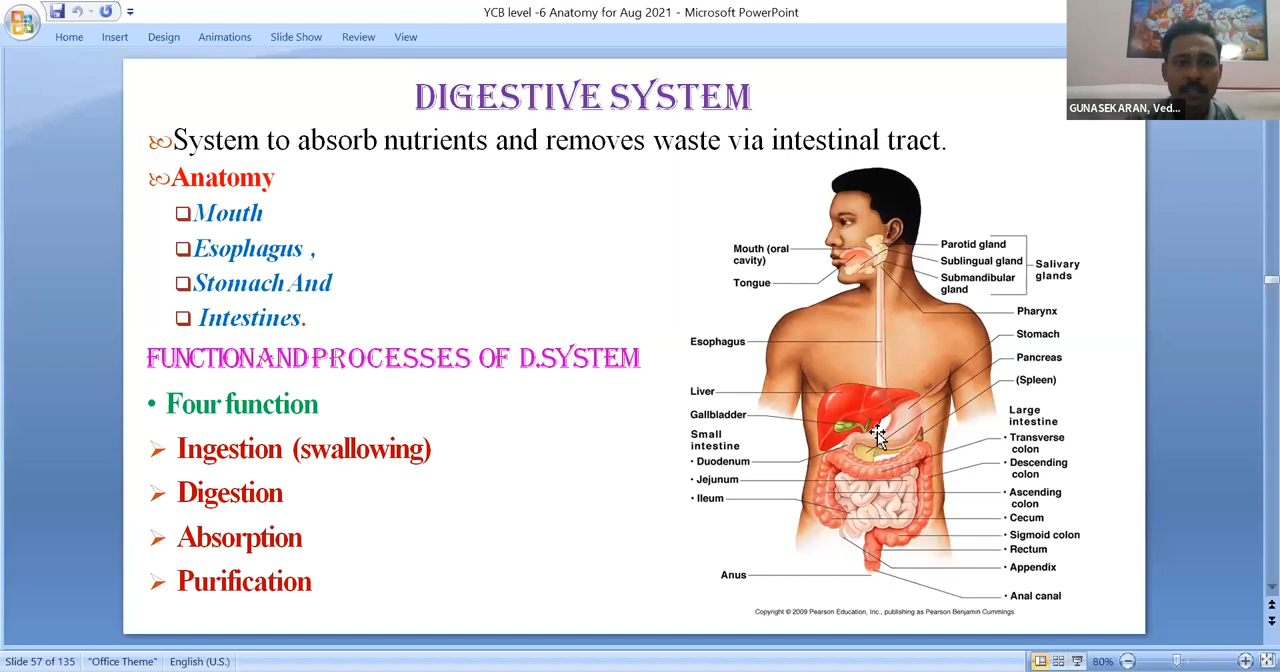 YCB level -6 Anatomy for Aug 2021 - Microsoft PowerPoint
Home Insert Design Animations Slide Show Review View
GUNASEKARAN, Ved...
DIGESTIVE SYSTEM
System to absorb nutrients and removes waste via intestinal tract.
Anatomy
Mouth
Esophagus ,
Stomach And
Intestines.
FUNCTION AND PROCESSES OF D.SYSTEM
• Four function
Ingestion (swallowing)
Digestion
Absorption
Purification
Mouth (oral
cavity)
Tongue
Esophagus
Liver
Gallbladder
Small
intestine
• Duodenum
• Jejunum
• Ileum
Anus
Parotid gland
Sublingual gland
Submandibular
gland
Salivary
glands
Pharynx
Stomach
Pancreas
(Spleen)
Large
intestine
• Transverse
colon
• Descending
colon
• Ascending
colon
• Cecum
• Sigmoid colon
• Rectum
• Appendix
• Anal canal
Copyright © 2009 Pearson Education, Inc., publishing as Pearson Benjamin Cummings.
Slide 57 of 135 "Office Theme" English (U.S.) 80%